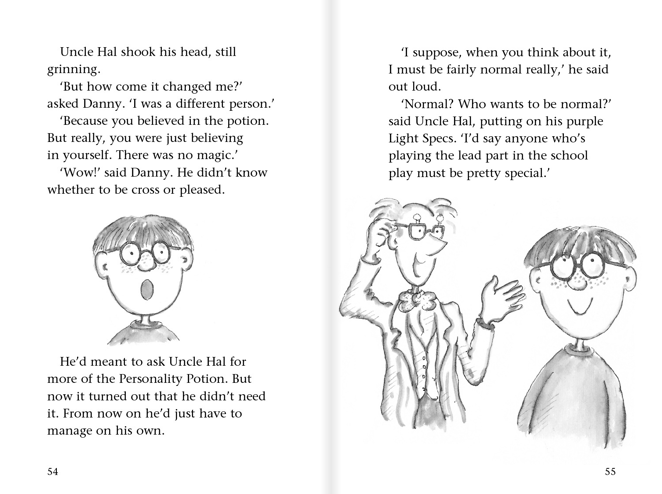 Uncle Hal shook his head, still
grinning.
‘But how come it changed me?’
asked Danny. ‘I was a different person.’
‘Because you believed in the potion.
But really, you were just believing
in yourself. There was no magic.’
‘Wow!’ said Danny. He didn’t know
whether to be cross or pleased.
He’d meant to ask Uncle Hal for
more of the Personality Potion. But
now it turned out that he didn’t need
it. From now on he’d just have to
manage on his own.
54
‘I suppose, when you think about it,
I must be fairly normal really,’ he said
out loud.
‘Normal? Who wants to be normal?’
said Uncle Hal, putting on his purple
Light Specs. ‘I’d say anyone who’s
playing the lead part in the school
play must be pretty special.’
55